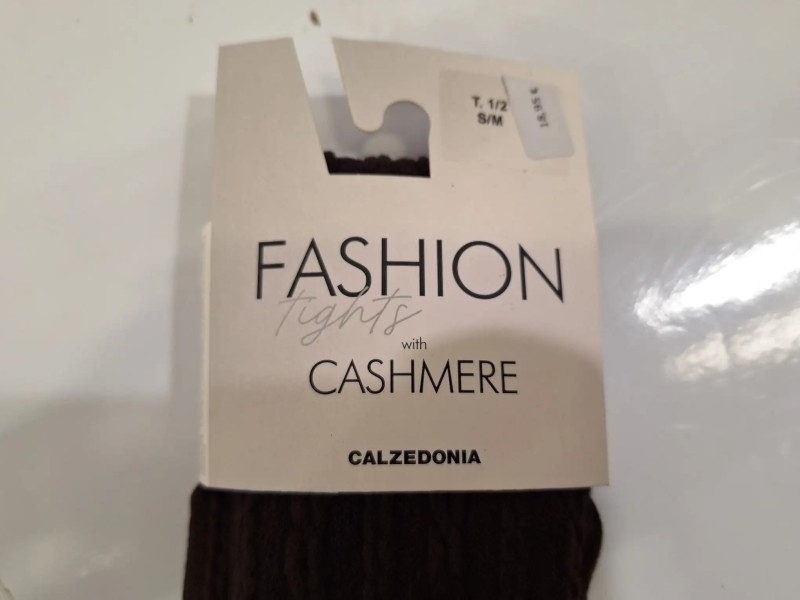 T. 1/2
S/M
18,95 €
FASHION
tights
with
CASHMERE
CALZEDONIA